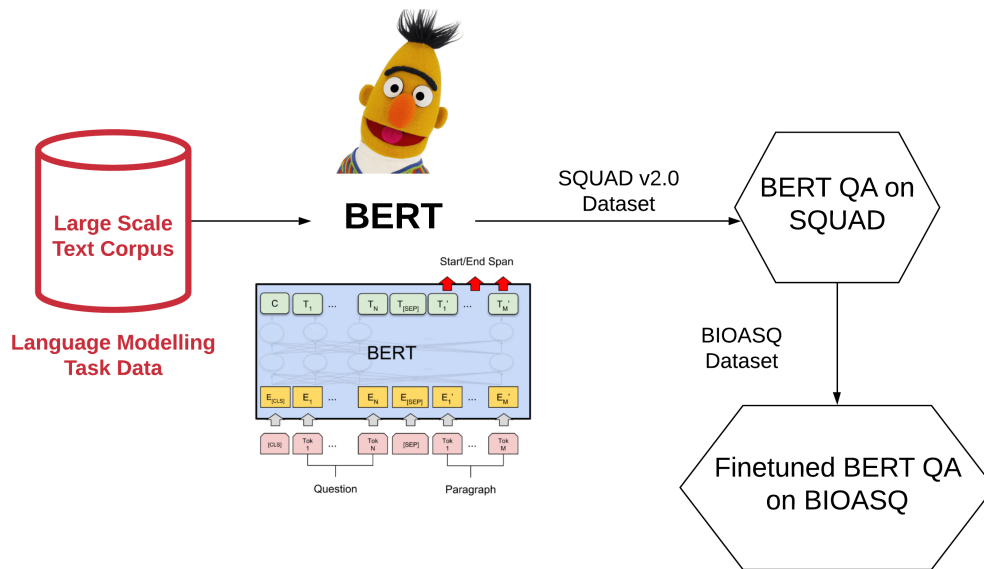 Large Scale
Text Corpus
Language Modelling
Task Data
BERT
SQUAD v2.0
Dataset
BERT QA on
SQUAD
BIOASQ
Dataset
Finetuned BERT QA
on BIOASQ
Start/End Span
C T1 ... TN T[SEP] T1' ... TM'
BERT
E[CLS] E1 ... EN E[SEP] E1' ... EM'
[CLS] Tok 1 ... Tok N [SEP] Tok 1 ... Tok M
Question Paragraph